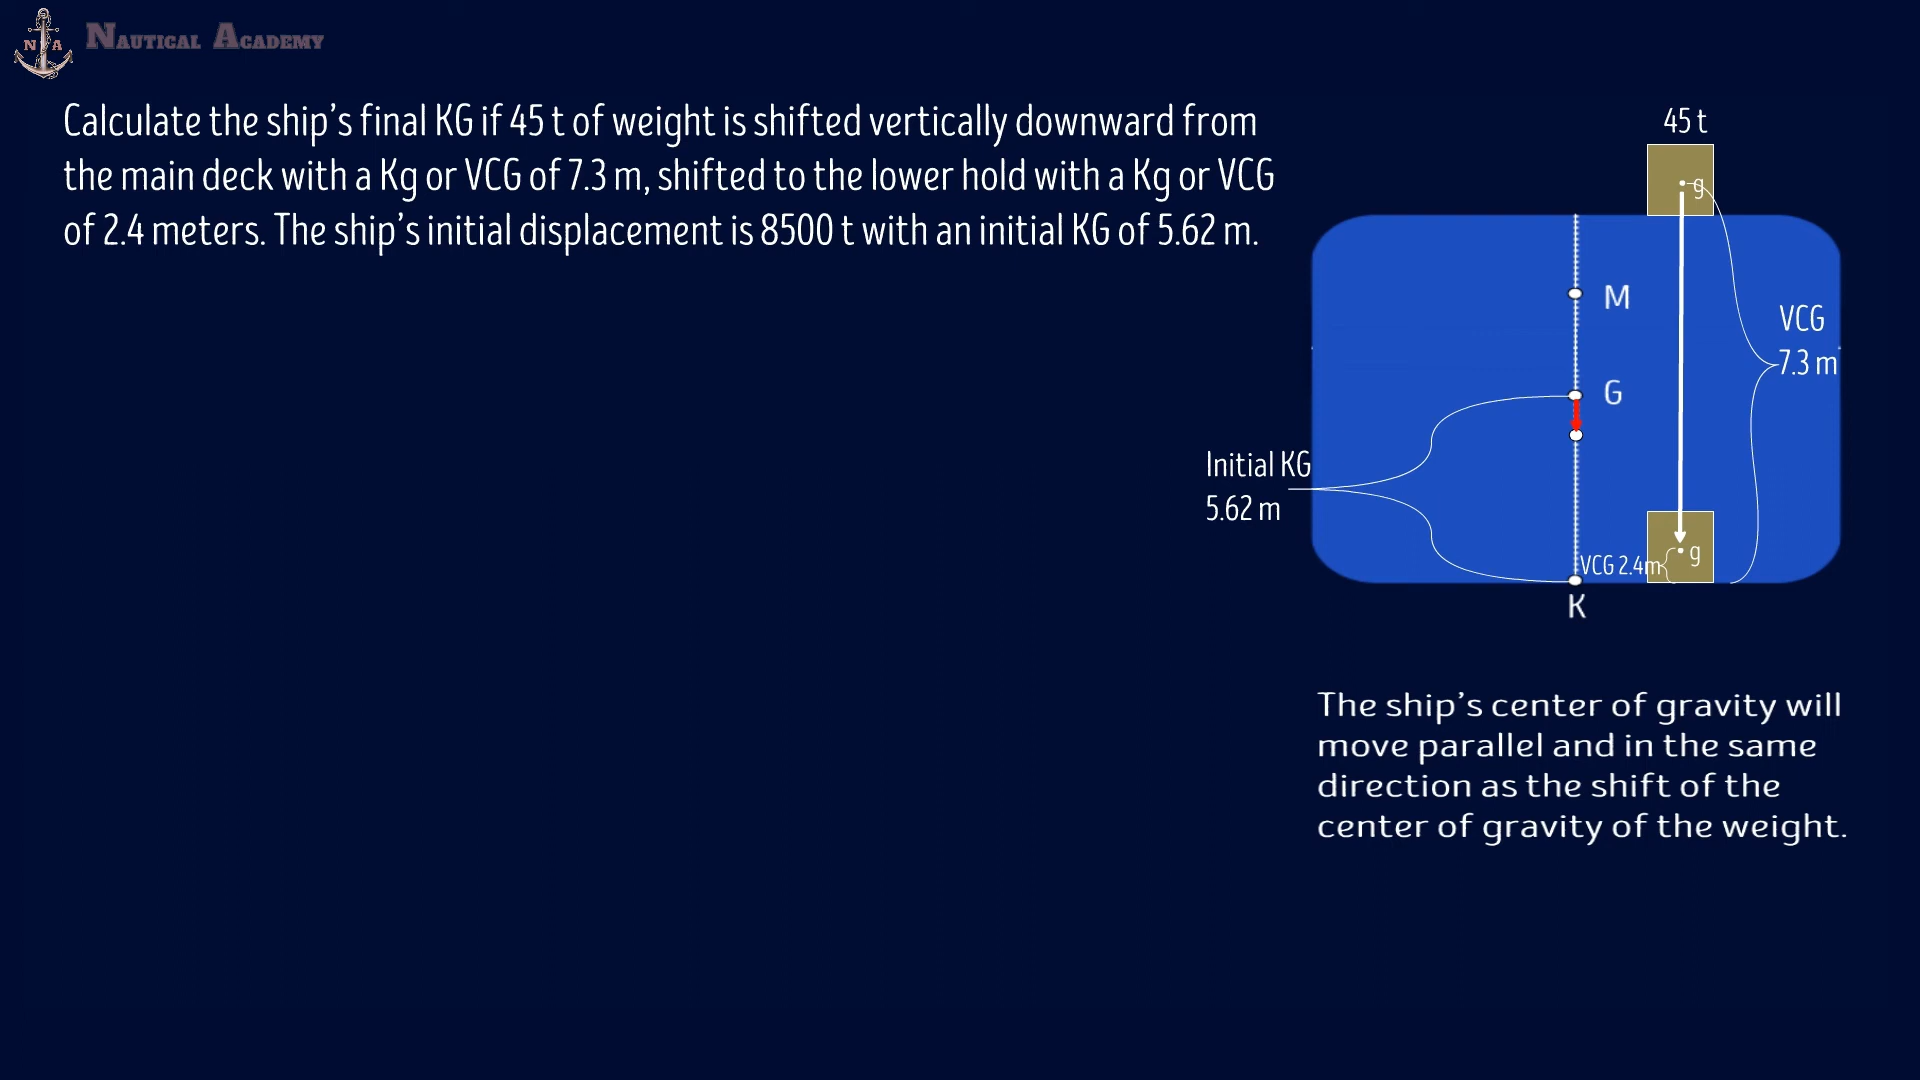 N A NAUTICAL ACADEMY
Calculate the ship's final KG if 45 t of weight is shifted vertically downward from
the main deck with a Kg or VCG of 7.3 m, shifted to the lower hold with a Kg or VCG
of 2.4 meters. The ship's initial displacement is 8500 t with an initial KG of 5.62 m.
45 t
g
M
VCG
7.3 m
G
Initial KG
5.62 m
g
VCG 2.4m
K
The ship's center of gravity will
move parallel and in the same
direction as the shift of the
center of gravity of the weight.